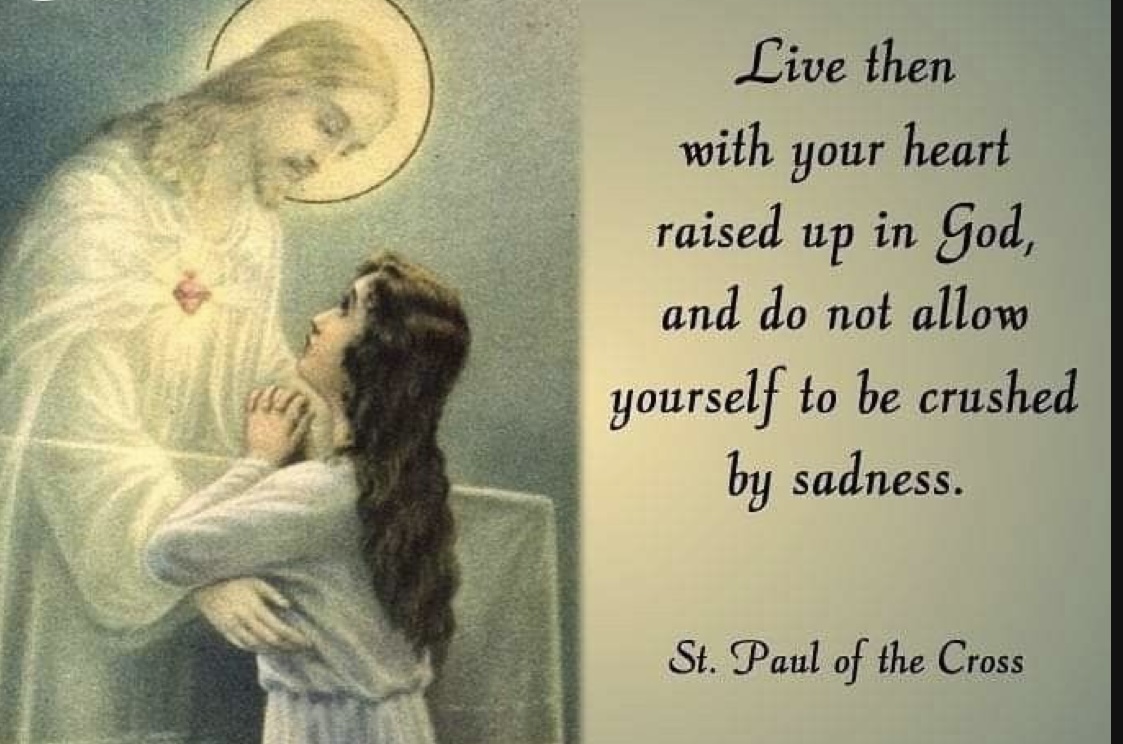 Live then
with your heart
raised up in God,
and do not allow
yourself to be crushed
by sadness.
St. Paul of the Cross